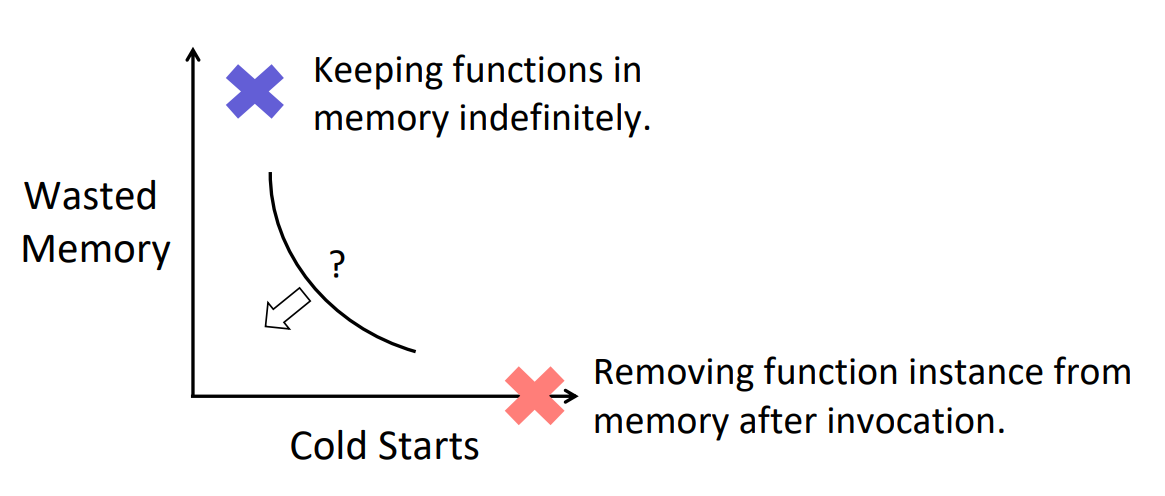 Keeping functions in
memory indefinitely.
Wasted
Memory
?
Removing function instance from
memory after invocation.
Cold Starts